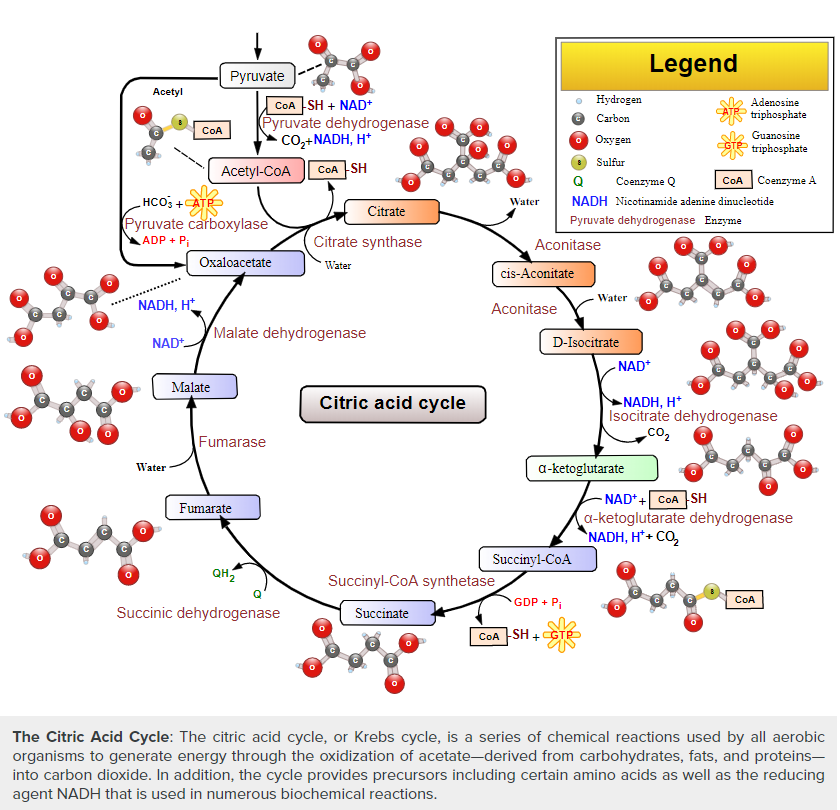 Pyruvate
Acetyl
CoA -SH + NAD⁺
Pyruvate dehydrogenase
CO₂+NADH, H⁺
S
CoA
Acetyl-CoA
CoA -SH
HCO₃⁻ + ATP
Pyruvate carboxylase
ADP + Pᵢ
Oxaloacetate
Citrate
Citrate synthase
Water
Water
Aconitase
cis-Aconitate
Aconitase
Water
D-Isocitrate
NAD⁺
NADH, H⁺
Isocitrate dehydrogenase
CO₂
α-ketoglutarate
NAD⁺+ CoA -SH
α-ketoglutarate dehydrogenase
NADH, H⁺+ CO₂
Succinyl-CoA
S
CoA
Succinyl-CoA synthetase
GDP + Pᵢ
CoA -SH + GTP
Succinate
QH₂
Q
Succinic dehydrogenase
Fumarate
Water
Fumarase
Malate
NADH, H⁺
NAD⁺
Malate dehydrogenase
Citric acid cycle
Legend
Hydrogen
C Carbon
O Oxygen
S Sulfur
Q Coenzyme Q
NADH Nicotinamide adenine dinucleotide
Pyruvate dehydrogenase Enzyme
ATP Adenosine
triphosphate
GTP Guanosine
triphosphate
CoA Coenzyme A
The Citric Acid Cycle: The citric acid cycle, or Krebs cycle, is a series of chemical reactions used by all aerobic
organisms to generate energy through the oxidization of acetate—derived from carbohydrates, fats, and proteins—
into carbon dioxide. In addition, the cycle provides precursors including certain amino acids as well as the reducing
agent NADH that is used in numerous biochemical reactions.